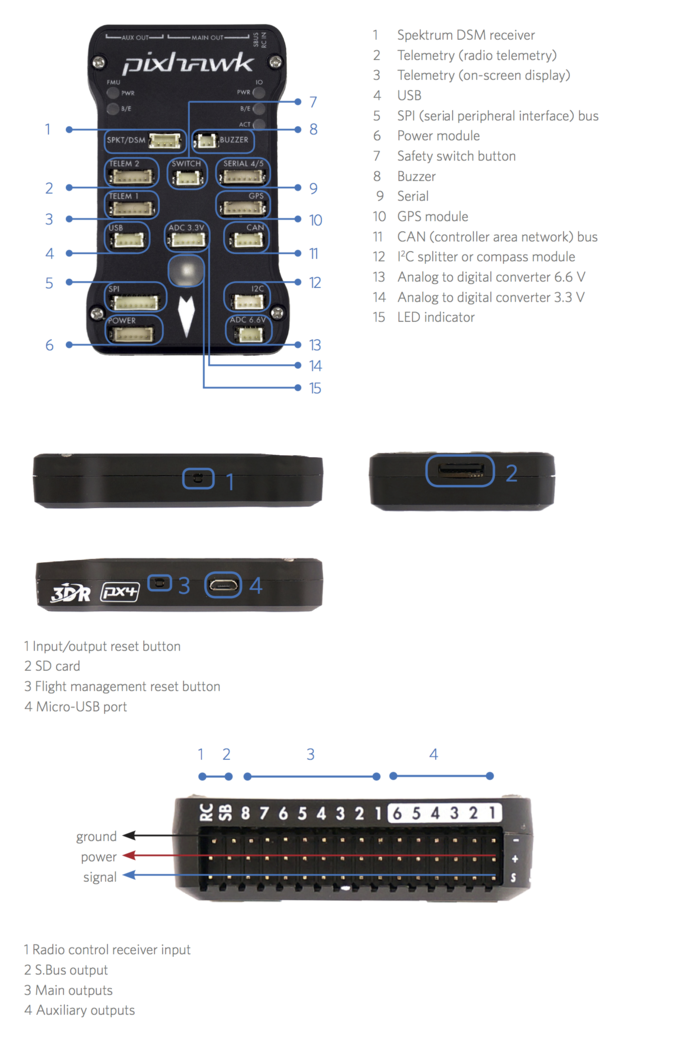 AUX OUT
MAIN OUT
SBUS
RC IN
pixhawk
FMU
IO
PWR
PWR
B/E
B/E
ACT
7
1
SPKT/DSM
BUZZER
8
TELEM 2
SWITCH
SERIAL 4/5
2
9
TELEM 1
GPS
3
10
USB
ADC 3.3V
CAN
4
11
5
SPI
I2C
12
POWER
ADC 6.6V
6
13
14
15
1 Spektrum DSM receiver
2 Telemetry (radio telemetry)
3 Telemetry (on-screen display)
4 USB
5 SPI (serial peripheral interface) bus
6 Power module
7 Safety switch button
8 Buzzer
9 Serial
10 GPS module
11 CAN (controller area network) bus
12 I²C splitter or compass module
13 Analog to digital converter 6.6 V
14 Analog to digital converter 3.3 V
15 LED indicator
1
2
3DR px4 3 4
1 Input/output reset button
2 SD card
3 Flight management reset button
4 Micro-USB port
1 2 3 4
RC SB 8 7 6 5 4 3 2 1 6 5 4 3 2 1
ground -
power +
signal S
1 Radio control receiver input
2 S.Bus output
3 Main outputs
4 Auxiliary outputs